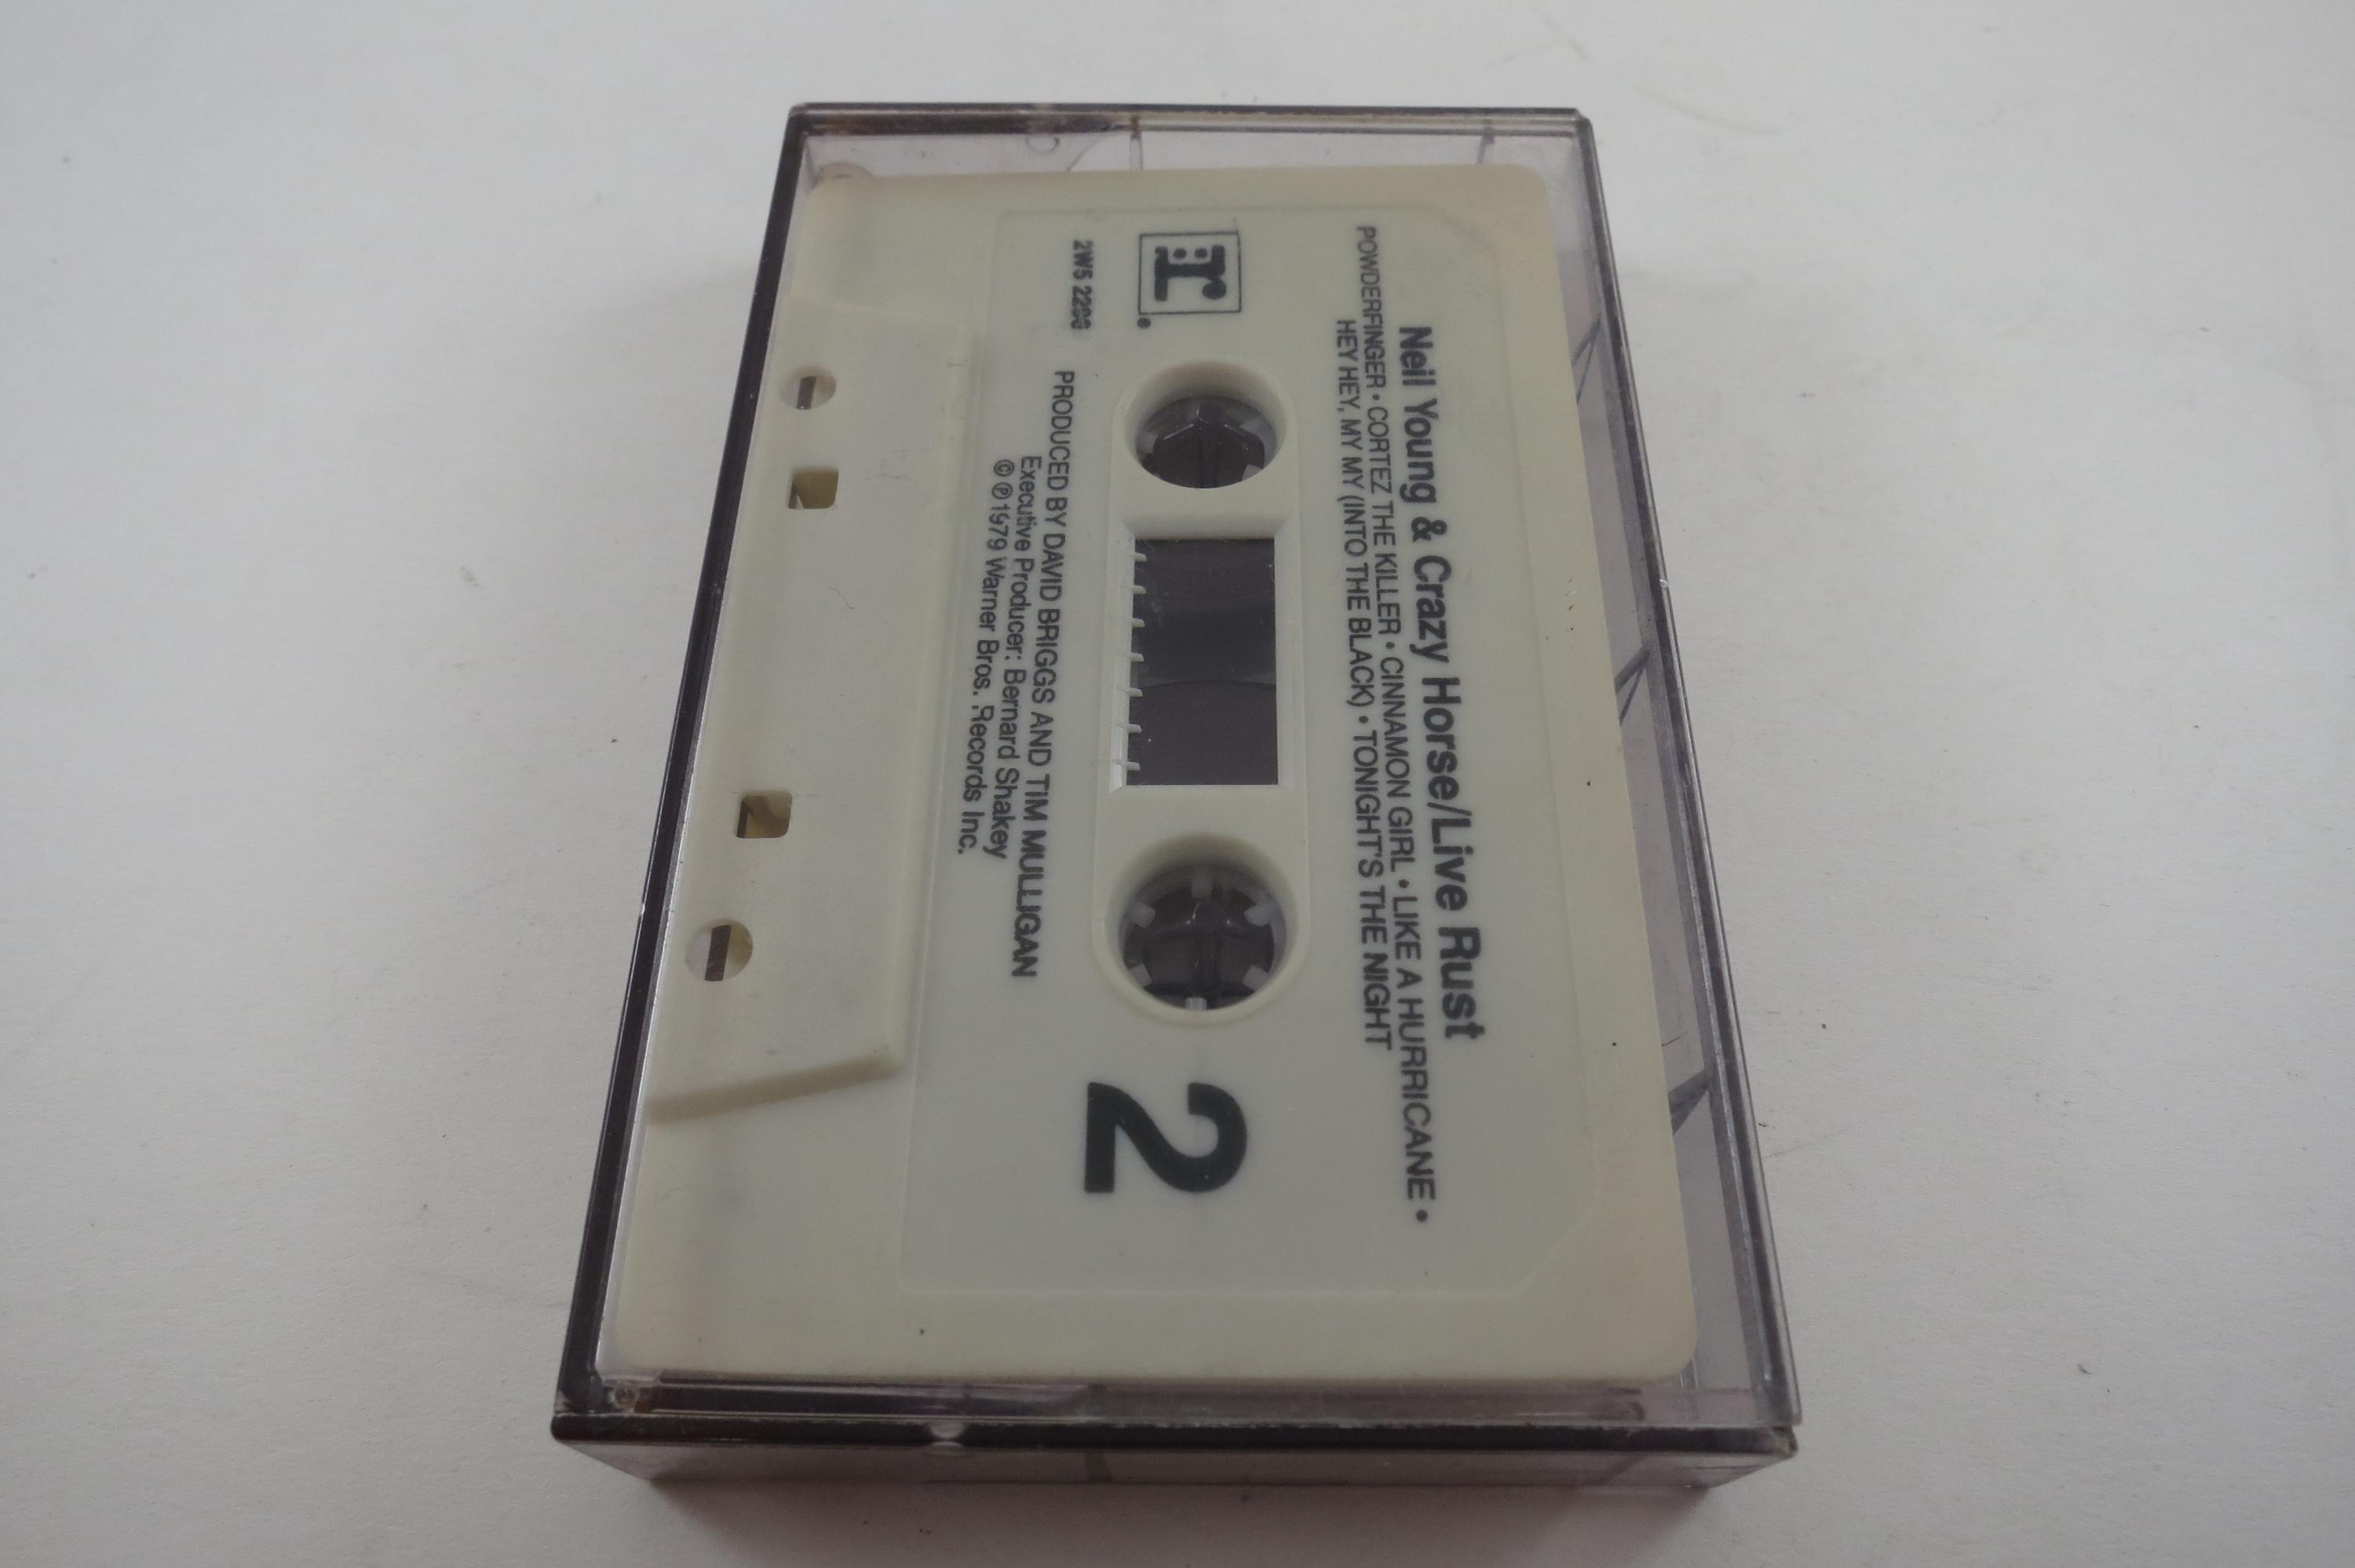 Neil Young & Crazy Horse/Live Rust
POWDERFINGER • CORTEZ THE KILLER • CINNAMON GIRL • LIKE A HURRICANE •
HEY HEY, MY MY (INTO THE BLACK) • TONIGHT'S THE NIGHT
r:
®
2
2W5 2296
PRODUCED BY DAVID BRIGGS AND TIM MULLIGAN
Executive Producer: Bernard Shakey
© ℗ 1979 Warner Bros. Records Inc.